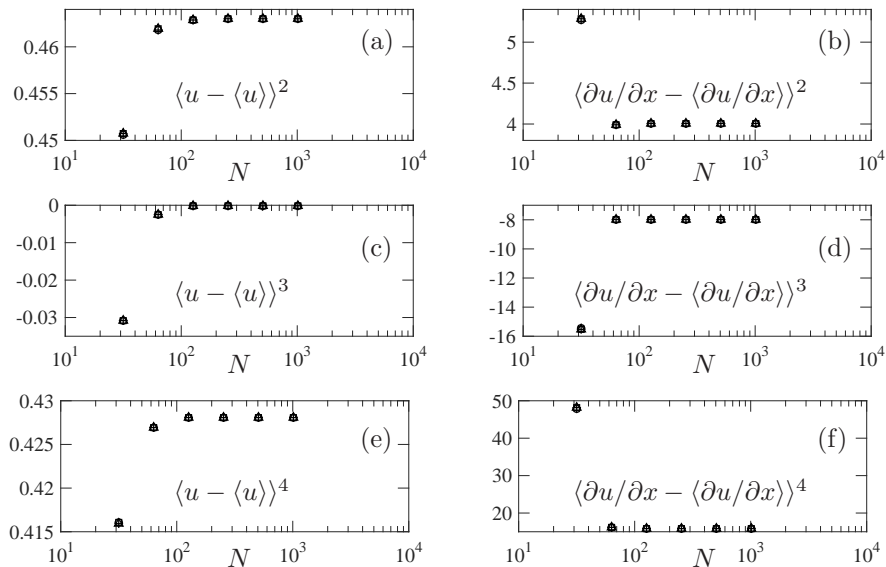 0.46
0.455
0.45
(a)
⟨u − ⟨u⟩⟩²
10¹ 10² 10³ 10⁴
N
5
4.5
4
(b)
⟨∂u/∂x − ⟨∂u/∂x⟩⟩²
10¹ 10² 10³ 10⁴
N
0
-0.01
-0.02
-0.03
(c)
⟨u − ⟨u⟩⟩³
10¹ 10² 10³ 10⁴
N
-8
-10
-12
-14
-16
(d)
⟨∂u/∂x − ⟨∂u/∂x⟩⟩³
10¹ 10² 10³ 10⁴
N
0.43
0.425
0.42
0.415
(e)
⟨u − ⟨u⟩⟩⁴
10¹ 10² 10³ 10⁴
N
50
40
30
20
(f)
⟨∂u/∂x − ⟨∂u/∂x⟩⟩⁴
10¹ 10² 10³ 10⁴
N